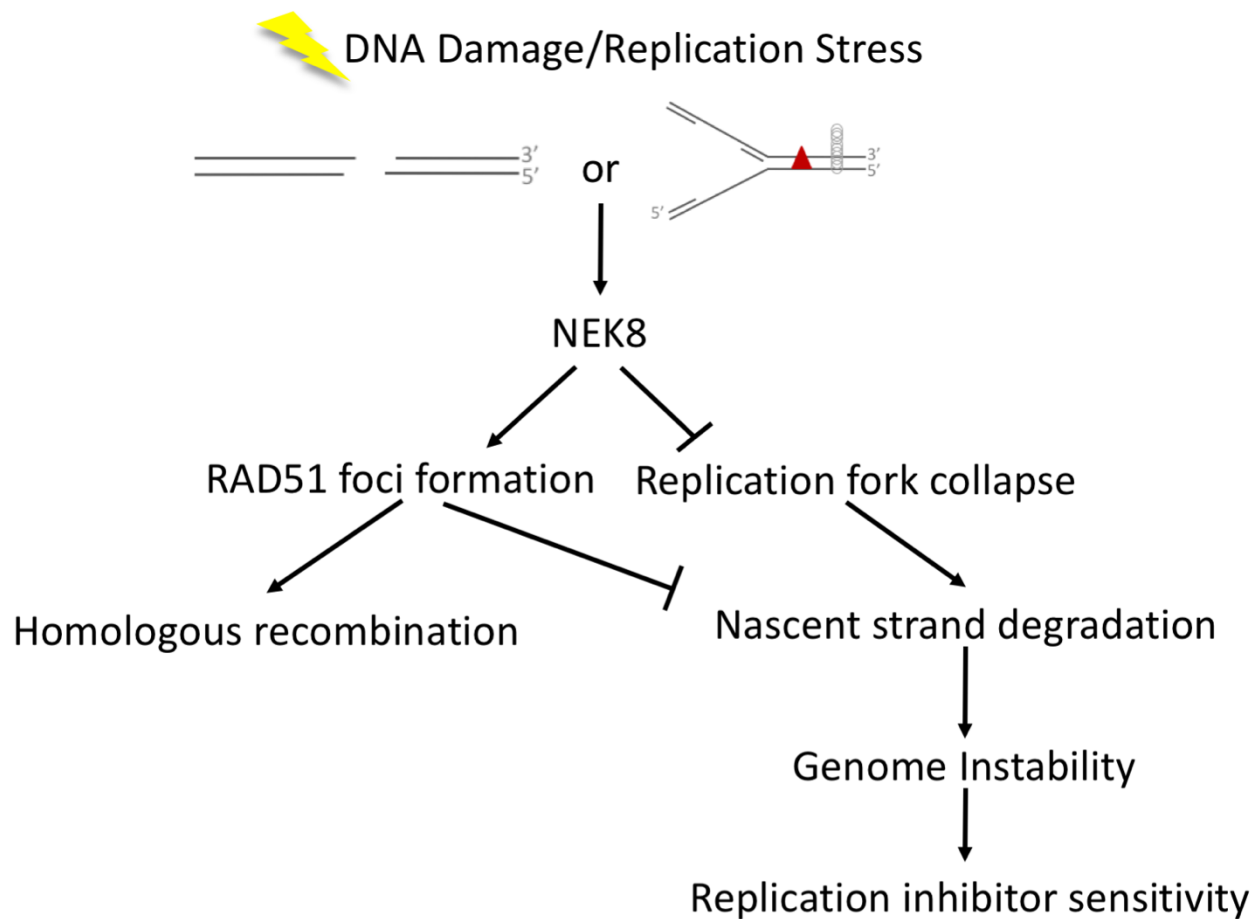 DNA Damage/Replication Stress
3’
5’
or
3’
5’
5’
NEK8
RAD51 foci formation
Replication fork collapse
Homologous recombination
Nascent strand degradation
Genome Instability
Replication inhibitor sensitivity